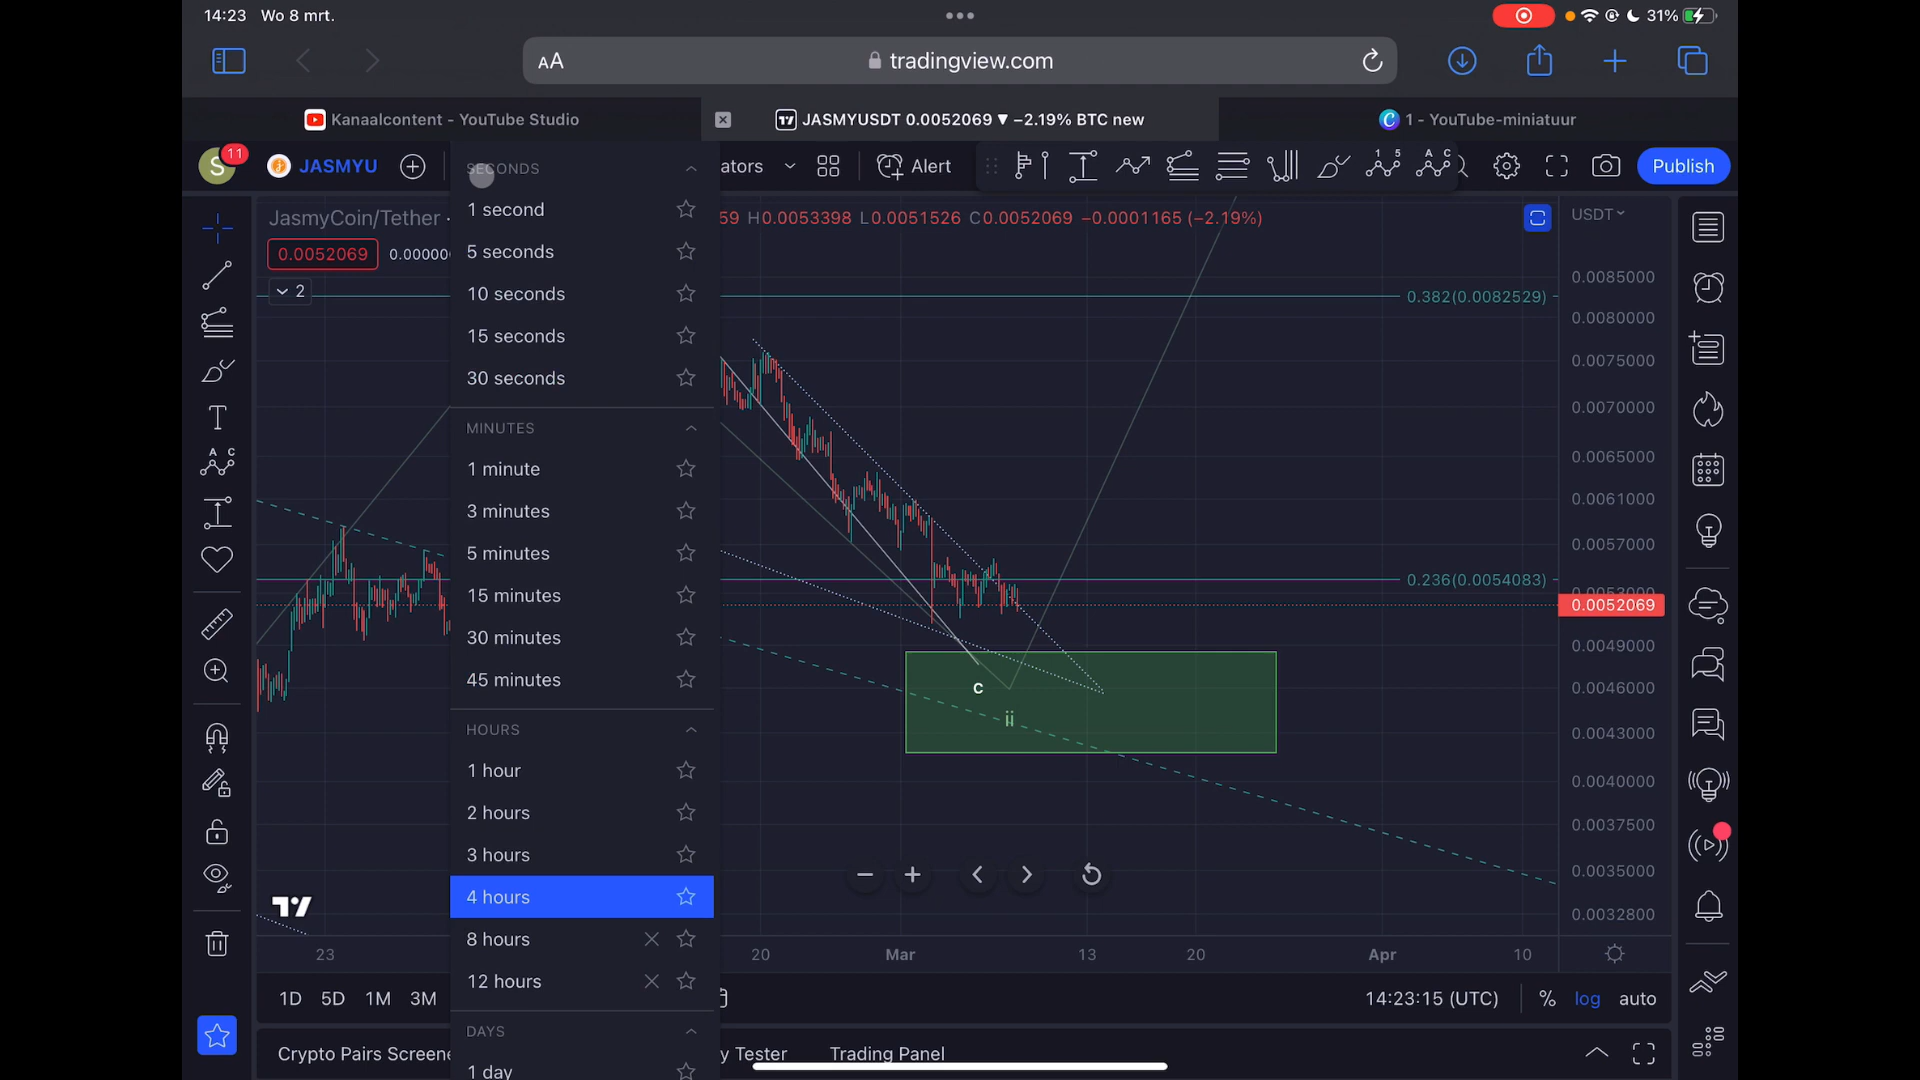 14:23 Wo 8 mrt.
31%
AA
tradingview.com
Kanaalcontent - YouTube Studio
JASMYUSDT 0.0052069 ▼ −2.19% BTC new
1 - YouTube-miniatuur
S
11
JASMYU
ators
Alert
Publish
JasmyCoin/Tether ·
59 H0.0053398 L0.0051526 C0.0052069 −0.0001165 (−2.19%)
USDT
0.0052069
0.00000
2
SECONDS
1 second
5 seconds
10 seconds
15 seconds
30 seconds
MINUTES
1 minute
3 minutes
5 minutes
15 minutes
30 minutes
45 minutes
HOURS
1 hour
2 hours
3 hours
4 hours
8 hours
12 hours
DAYS
1 day
0.382(0.0082529)
0.236(0.0054083)
c
ii
0.0085000
0.0080000
0.0075000
0.0070000
0.0065000
0.0061000
0.0057000
0.0053000
0.0052069
0.0049000
0.0046000
0.0043000
0.0040000
0.0037500
0.0035000
0.0032800
23
20
Mar
13
20
Apr
10
1D 5D 1M 3M
14:23:15 (UTC)
%
log
auto
Crypto Pairs Screene
y Tester
Trading Panel